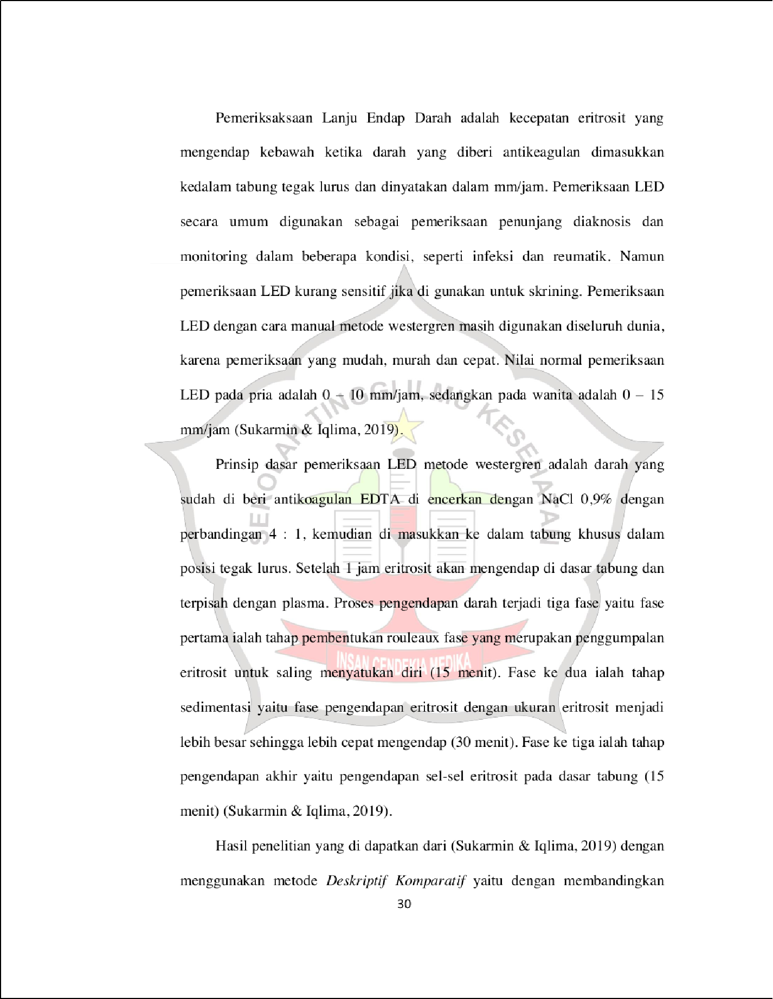 Pemeriksaksaan Lanju Endap Darah adalah kecepatan eritrosit yang
mengendap kebawah ketika darah yang diberi antikeagulan dimasukkan
kedalam tabung tegak lurus dan dinyatakan dalam mm/jam. Pemeriksaan LED
secara umum digunakan sebagai pemeriksaan penunjang diaknosis dan
monitoring dalam beberapa kondisi, seperti infeksi dan reumatik. Namun
pemeriksaan LED kurang sensitif jika di gunakan untuk skrining. Pemeriksaan
LED dengan cara manual metode westergren masih digunakan diseluruh dunia,
karena pemeriksaan yang mudah, murah dan cepat. Nilai normal pemeriksaan
LED pada pria adalah 0 – 10 mm/jam, sedangkan pada wanita adalah 0 – 15
mm/jam (Sukarmin & Iqlima, 2019).
Prinsip dasar pemeriksaan LED metode westergren adalah darah yang
sudah di beri antikoagulan EDTA di encerkan dengan NaCl 0,9% dengan
perbandingan 4 : 1, kemudian di masukkan ke dalam tabung khusus dalam
posisi tegak lurus. Setelah 1 jam eritrosit akan mengendap di dasar tabung dan
terpisah dengan plasma. Proses pengendapan darah terjadi tiga fase yaitu fase
pertama ialah tahap pembentukan rouleaux fase yang merupakan penggumpalan
eritrosit untuk saling menyatukan diri (15 menit). Fase ke dua ialah tahap
sedimentasi yaitu fase pengendapan eritrosit dengan ukuran eritrosit menjadi
lebih besar sehingga lebih cepat mengendap (30 menit). Fase ke tiga ialah tahap
pengendapan akhir yaitu pengendapan sel-sel eritrosit pada dasar tabung (15
menit) (Sukarmin & Iqlima, 2019).
Hasil penelitian yang di dapatkan dari (Sukarmin & Iqlima, 2019) dengan
menggunakan metode Deskriptif Komparatif yaitu dengan membandingkan
30
SEKOLAH TINGGI ILMU KESEHATAN
INSAN CENDEKIA MEDIKA